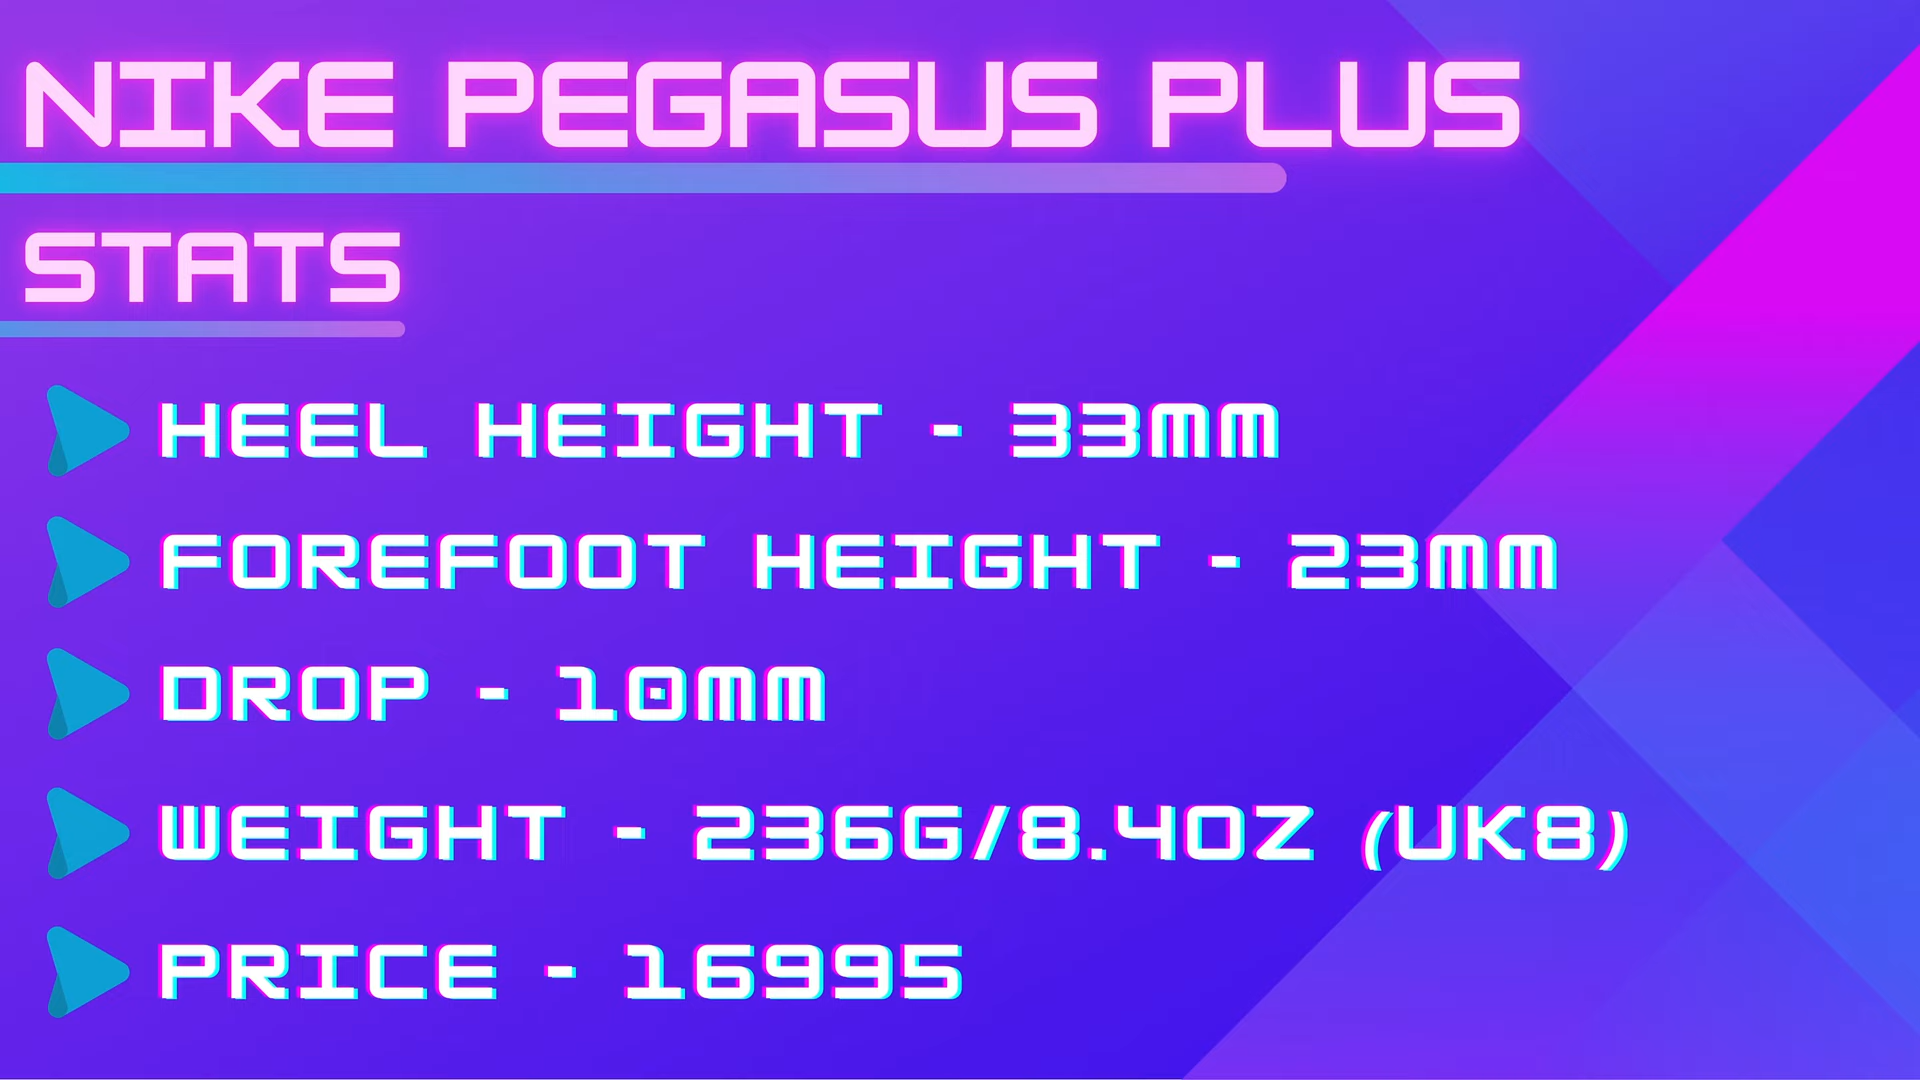 NIKE PEGASUS PLUS
STATS
HEEL HEIGHT - 33MM
FOREFOOT HEIGHT - 23MM
DROP - 10MM
WEIGHT - 236G/8.4OZ (UK8)
PRICE - 16995